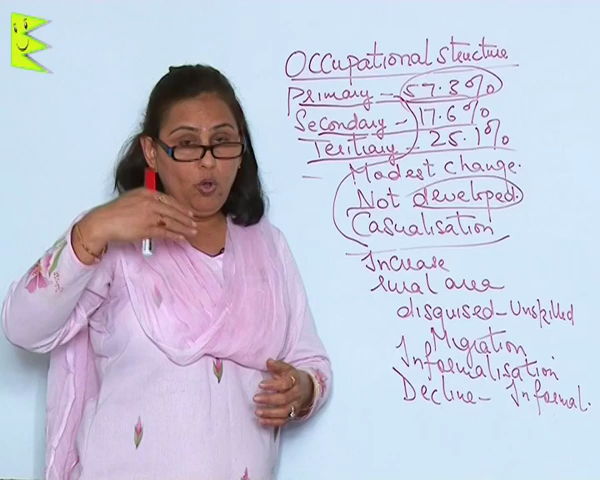 Occupational structure
Primary - 57.3%
Secondary - 17.6%
Tertiary - 25.1%
Modest change.
Not developed.
Casualisation
Increase
rural area
disquised - Unskilled
Migration
Informalisation
Decline - Informal.